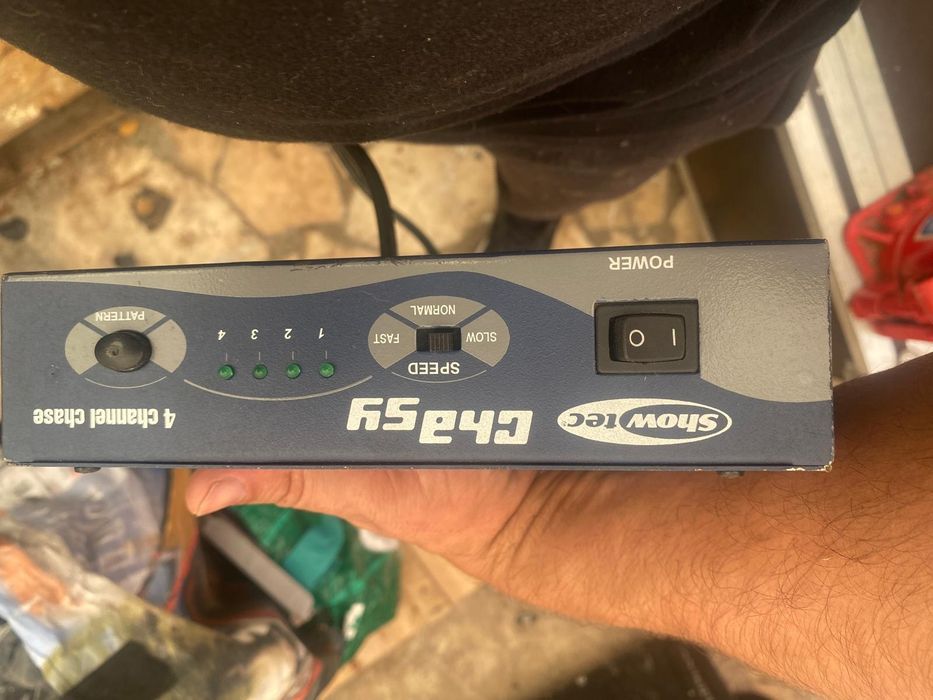 Showtec
Chasy
4 channel chase
POWER
I O
SPEED
SLOW
FAST
NORMAL
1 2 3 4
PATTERN